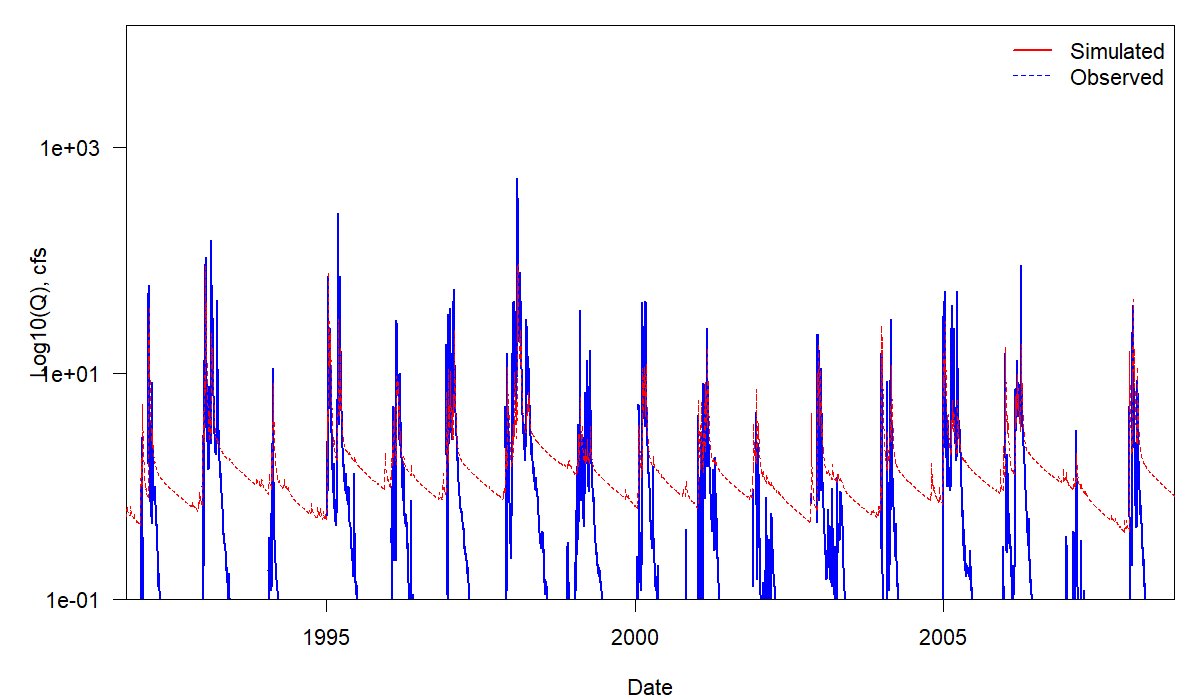 Simulated
Observed
1e+03
1e+01
1e-01
Log10(Q), cfs
1995
2000
2005
Date